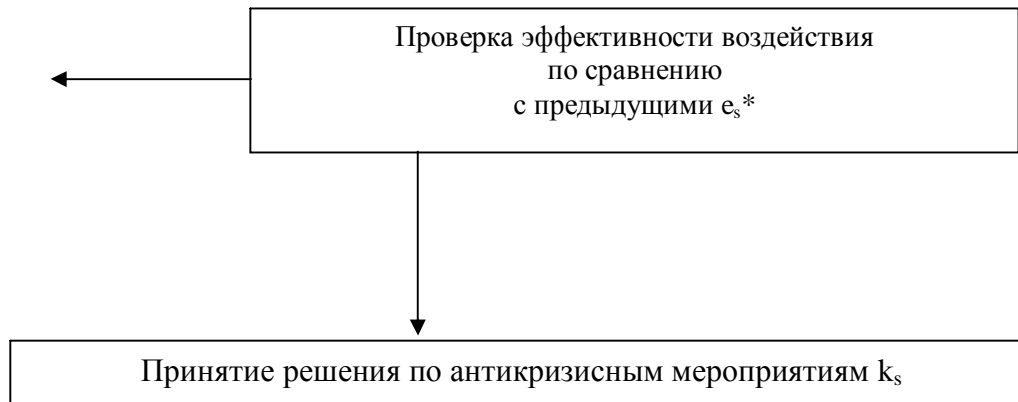 Проверка эффективности воздействия
по сравнению
с предыдущими eₛ*
Принятие решения по антикризисным мероприятиям kₛ